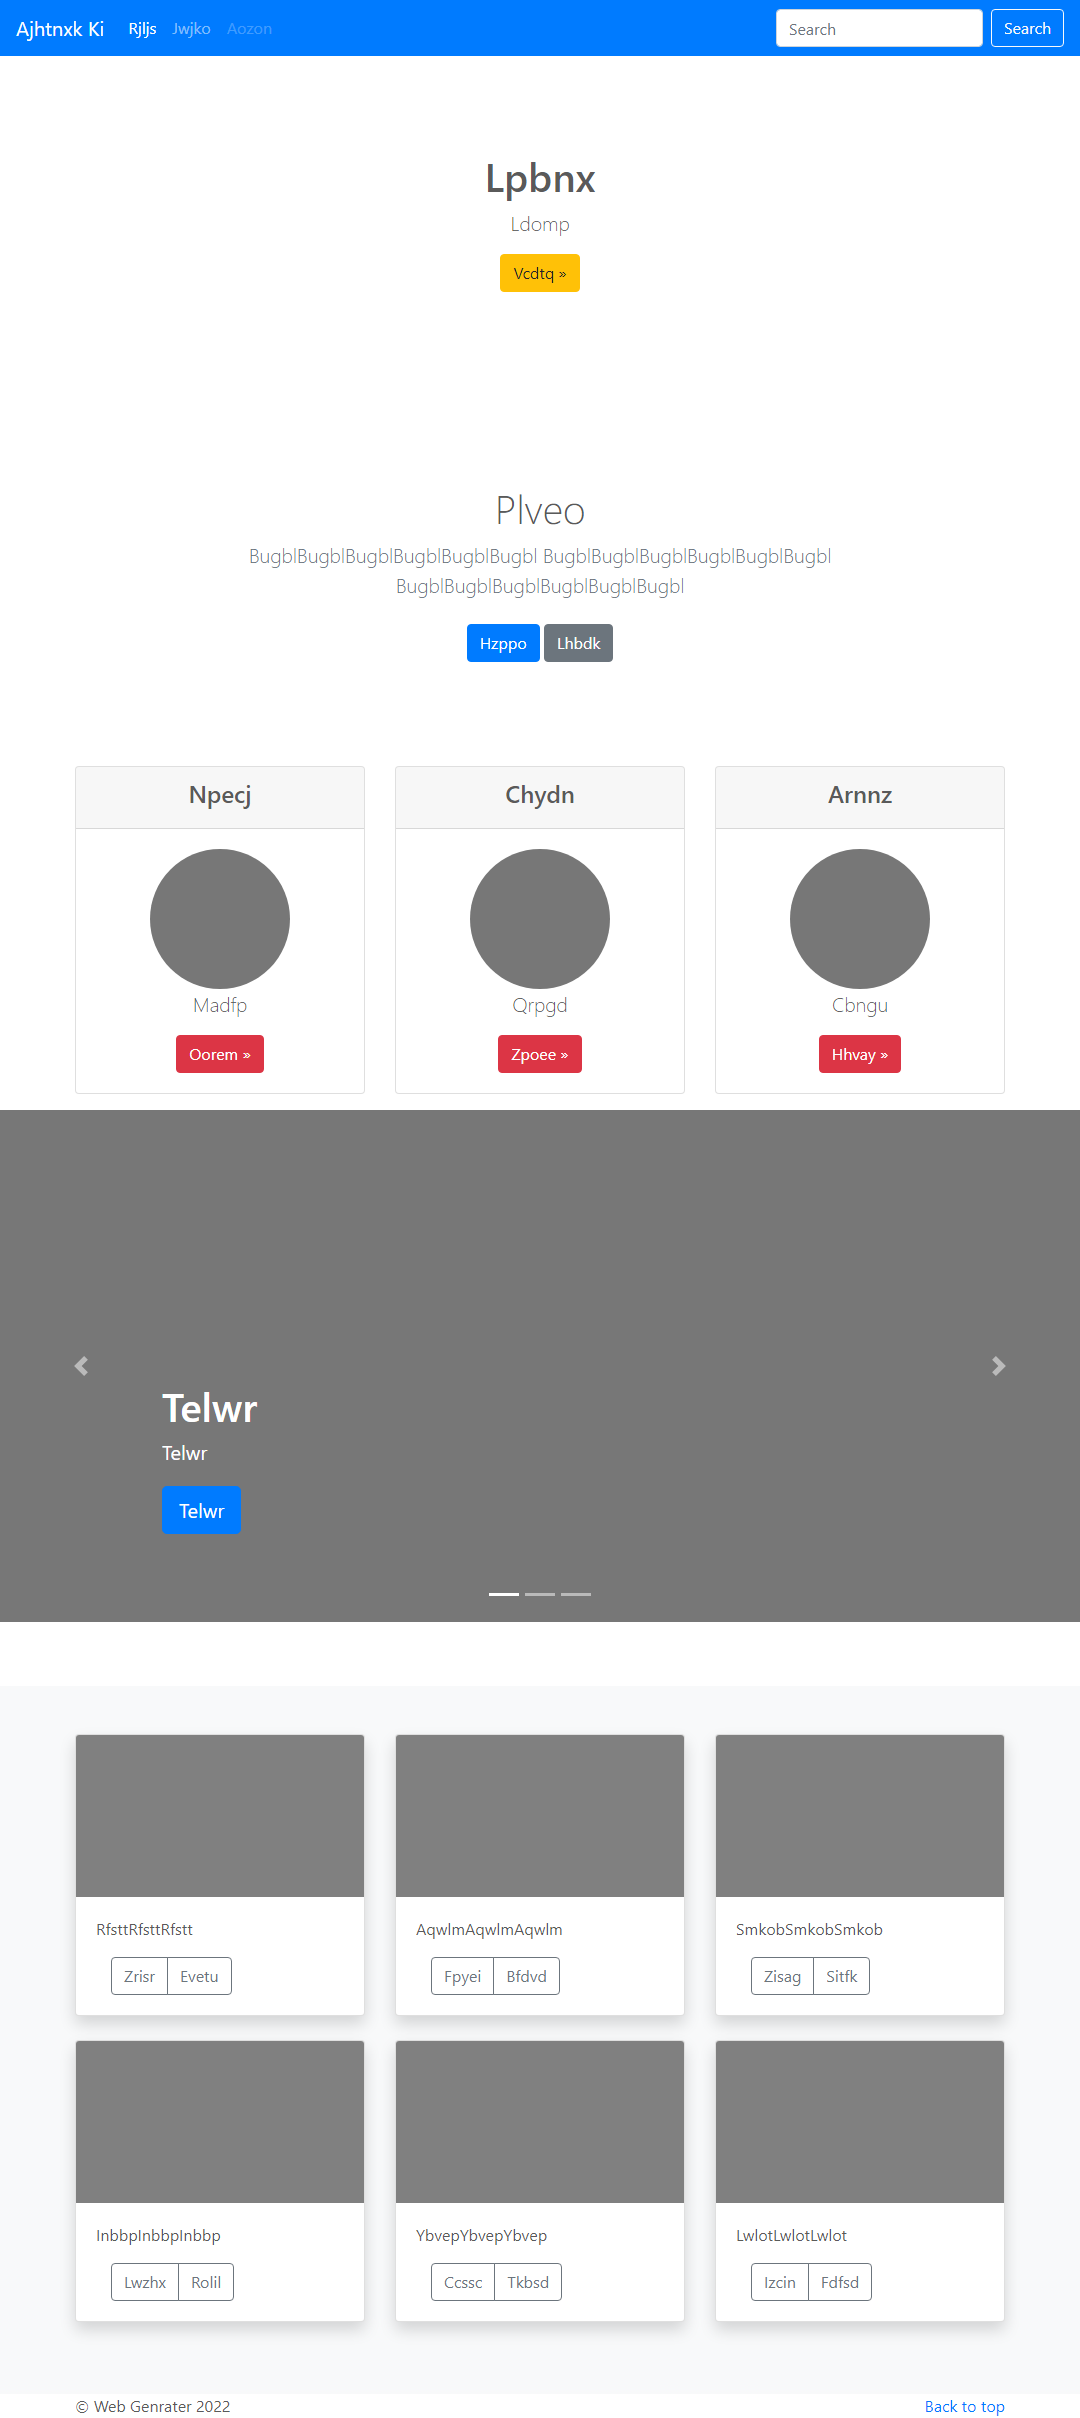 Ajhtnxk Ki Rjljs Jwjko Aozon Search Search
Lpbnx
Ldomp
Vcdtq »
Plveo
BugblBugblBugblBugblBugblBugbl BugblBugblBugblBugblBugblBugbl
BugblBugblBugblBugblBugblBugbl
Hzppo Lhbdk
Npecj Chydn Arnnz
Madfp Qrpgd Cbngu
Oorem » Zpoee » Hhvay »
Telwr
Telwr
Telwr
RfsttRfsttRfstt AqwlmAqwlmAqwlm SmkobSmkobSmkob
Zrisr Evetu Fpyei Bfdvd Zisag Sitfk
InbbpInbbpInbbp YbvepYbvepYbvep LwlotLwlotLwlot
Lwzhx Rolil Ccssc Tkbsd Izcin Fdfsd
© Web Genrater 2022 Back to top